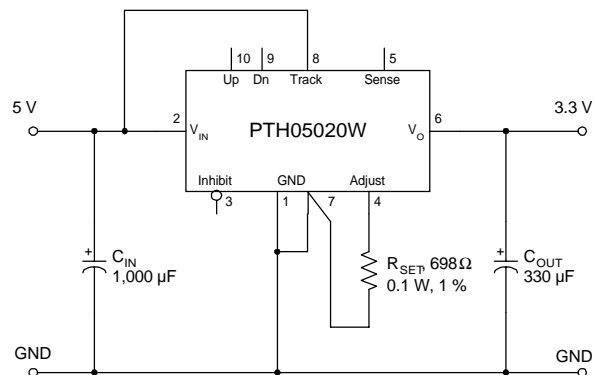 10 9 8 5
Up Dn Track Sense
5 V 3.3 V
2 6
V_IN PTH05020W V_O
Inhibit GND Adjust
3 1 7 4
+ +
C_IN
1,000 µF
R_SET, 698Ω
0.1 W, 1 %
C_OUT
330 µF
GND GND